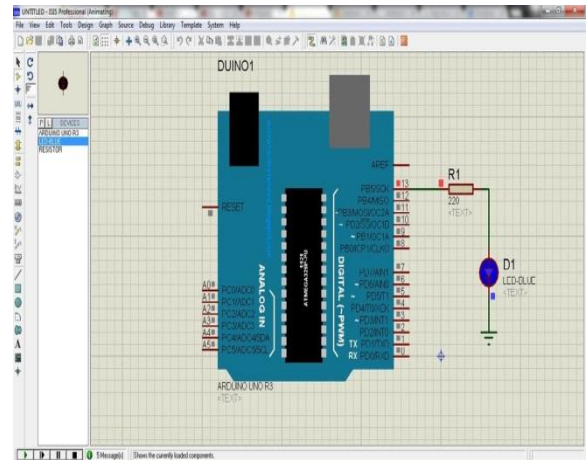 UNTITLED - ISIS Professional (Animating)
File View Edit Tools Design Graph Source Debug Library Template System Help
P L DEVICES
ARDUINO UNO R3
LED-BLUE
RESISTOR
DUINO1
AREF
RESET
PB5/SCK
13
PB4/MISO
12
~PB3/MOSI/OC2A
11
~PB2/SS/OC1B
10
~PB1/OC1A
9
PB0/ICP1/CLKO
8
PD7/AIN1
7
~PD6/AIN0
6
~PD5/T1
5
PD4/T0/XCK
4
~PD3/INT1
3
PD2/INT0
2
TX PD1/TXD
1
RX PD0/RXD
0
A0
PC0/ADC0
A1
PC1/ADC1
A2
PC2/ADC2
A3
PC3/ADC3
A4
PC4/ADC4/SDA
A5
PC5/ADC5/SCL
ANALOG IN
ATMEGA328P-PU
DIGITAL (~PWM)
ARDUINO UNO R3
<TEXT>
R1
220
<TEXT>
D1
LED-BLUE
<TEXT>
5 Message(s)
Shows the currently loaded components.